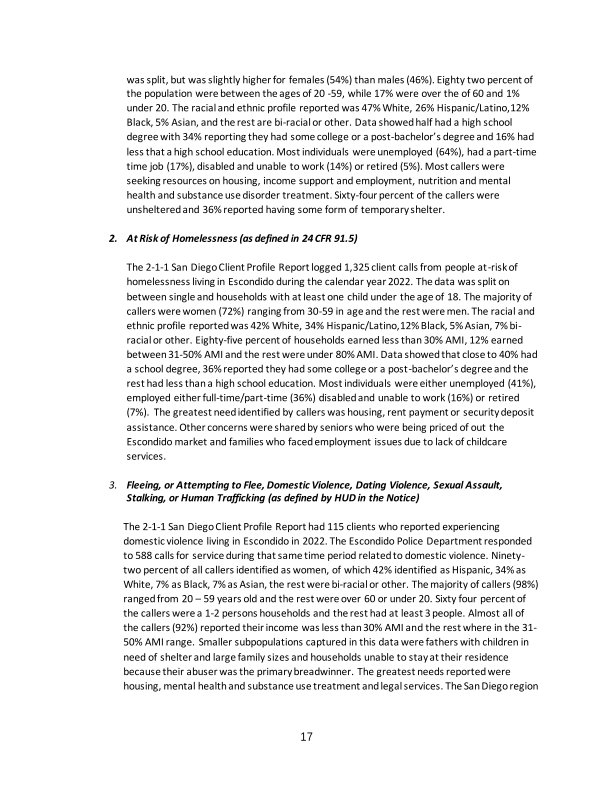 was split, but was slightly higher for females (54%) than males (46%). Eighty two percent of
the population were between the ages of 20 -59, while 17% were over the of 60 and 1%
under 20. The racial and ethnic profile reported was 47% White, 26% Hispanic/Latino,12%
Black, 5% Asian, and the rest are bi-racial or other. Data showed half had a high school
degree with 34% reporting they had some college or a post-bachelor's degree and 16% had
less that a high school education. Most individuals were unemployed (64%), had a part-time
time job (17%), disabled and unable to work (14%) or retired (5%). Most callers were
seeking resources on housing, income support and employment, nutrition and mental
health and substance use disorder treatment. Sixty-four percent of the callers were
unsheltered and 36% reported having some form of temporary shelter.
2. At Risk of Homelessness (as defined in 24 CFR 91.5)
The 2-1-1 San Diego Client Profile Report logged 1,325 client calls from people at-risk of
homelessness living in Escondido during the calendar year 2022. The data was split on
between single and households with at least one child under the age of 18. The majority of
callers were women (72%) ranging from 30-59 in age and the rest were men. The racial and
ethnic profile reported was 42% White, 34% Hispanic/Latino,12% Black, 5% Asian, 7% bi-
racial or other. Eighty-five percent of households earned less than 30% AMI, 12% earned
between 31-50% AMI and the rest were under 80% AMI. Data showed that close to 40% had
a school degree, 36% reported they had some college or a post-bachelor's degree and the
rest had less than a high school education. Most individuals were either unemployed (41%),
employed either full-time/part-time (36%) disabled and unable to work (16%) or retired
(7%). The greatest need identified by callers was housing, rent payment or security deposit
assistance. Other concerns were shared by seniors who were being priced of out the
Escondido market and families who faced employment issues due to lack of childcare
services.
3. Fleeing, or Attempting to Flee, Domestic Violence, Dating Violence, Sexual Assault,
Stalking, or Human Trafficking (as defined by HUD in the Notice)
The 2-1-1 San Diego Client Profile Report had 115 clients who reported experiencing
domestic violence living in Escondido in 2022. The Escondido Police Department responded
to 588 calls for service during that same time period related to domestic violence. Ninety-
two percent of all callers identified as women, of which 42% identified as Hispanic, 34% as
White, 7% as Black, 7% as Asian, the rest were bi-racial or other. The majority of callers (98%)
ranged from 20 – 59 years old and the rest were over 60 or under 20. Sixty four percent of
the callers were a 1-2 persons households and the rest had at least 3 people. Almost all of
the callers (92%) reported their income was less than 30% AMI and the rest where in the 31-
50% AMI range. Smaller subpopulations captured in this data were fathers with children in
need of shelter and large family sizes and households unable to stay at their residence
because their abuser was the primary breadwinner. The greatest needs reported were
housing, mental health and substance use treatment and legal services. The San Diego region
17